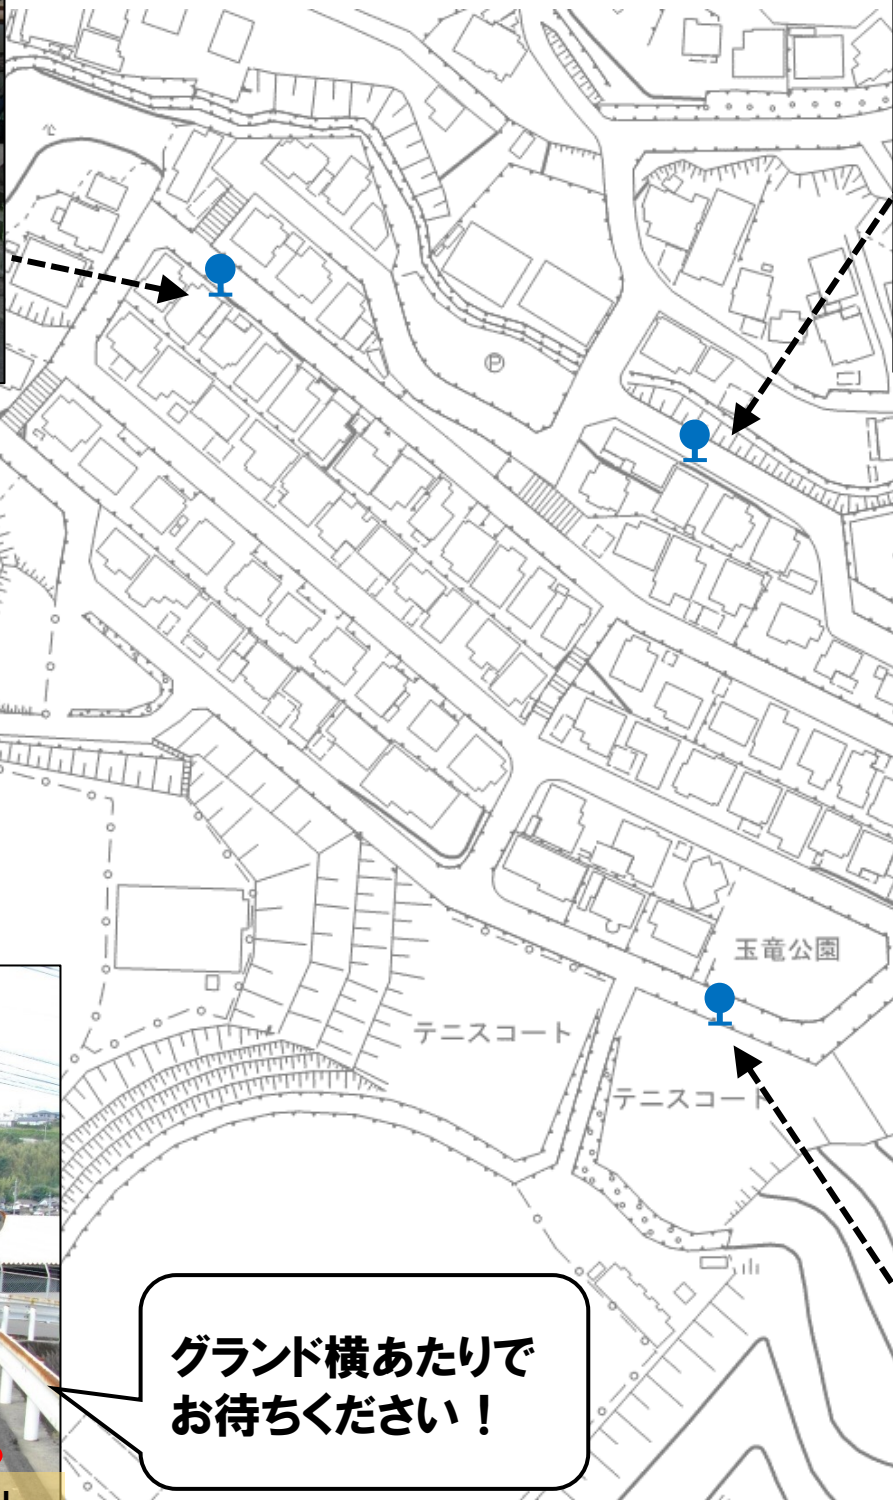 Ⓟ
玉竜公園
テニスコート
テニスコート
グランド横あたりで
お待ちください！